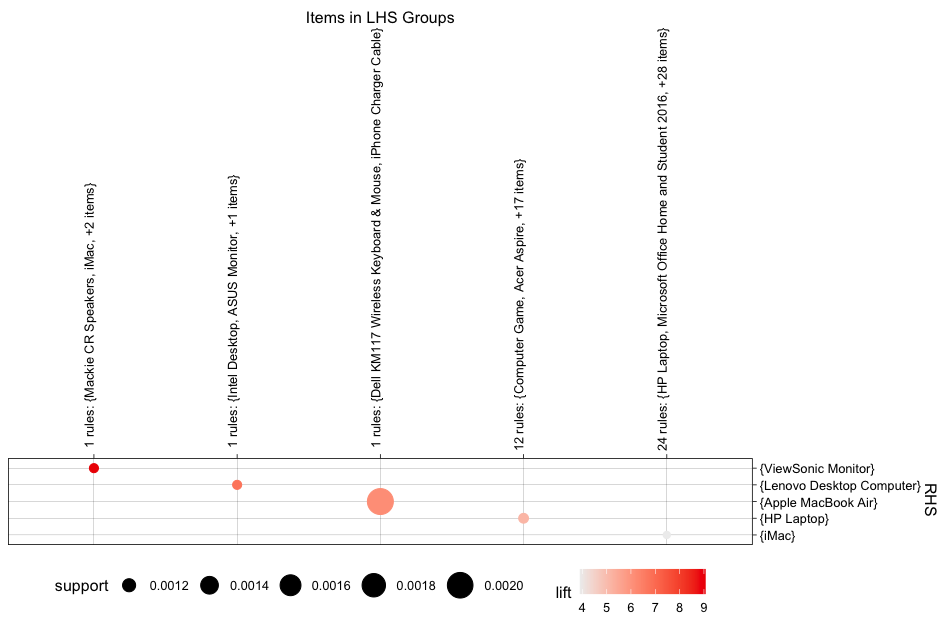 Items in LHS Groups
1 rules: {Mackie CR Speakers, iMac, +2 items}
1 rules: {Intel Desktop, ASUS Monitor, +1 items}
1 rules: {Dell KM117 Wireless Keyboard & Mouse, iPhone Charger Cable}
12 rules: {Computer Game, Acer Aspire, +17 items}
24 rules: {HP Laptop, Microsoft Office Home and Student 2016, +28 items}
{ViewSonic Monitor}
{Lenovo Desktop Computer}
{Apple MacBook Air}
{HP Laptop}
{iMac}
RHS
support 0.0012 0.0014 0.0016 0.0018 0.0020
lift
4 5 6 7 8 9